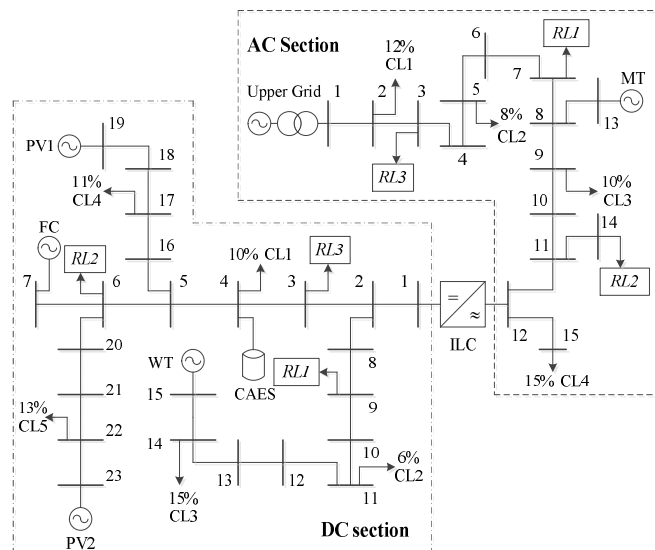 AC Section
Upper Grid
1
2
12%
CL1
3
RL3
4
5
8%
CL2
6
7
RL1
MT
8
13
9
10%
CL3
10
11
14
RL2
12
15
15% CL4
ILC
=
≈
19
PV1
18
11%
CL4
17
16
FC
RL2
7
6
5
10% CL1
4
CAES
RL3
3
2
1
20
21
13%
CL5
22
23
PV2
WT
15
14
15%
CL3
13
12
RL1
8
9
10
6%
CL2
11
DC section